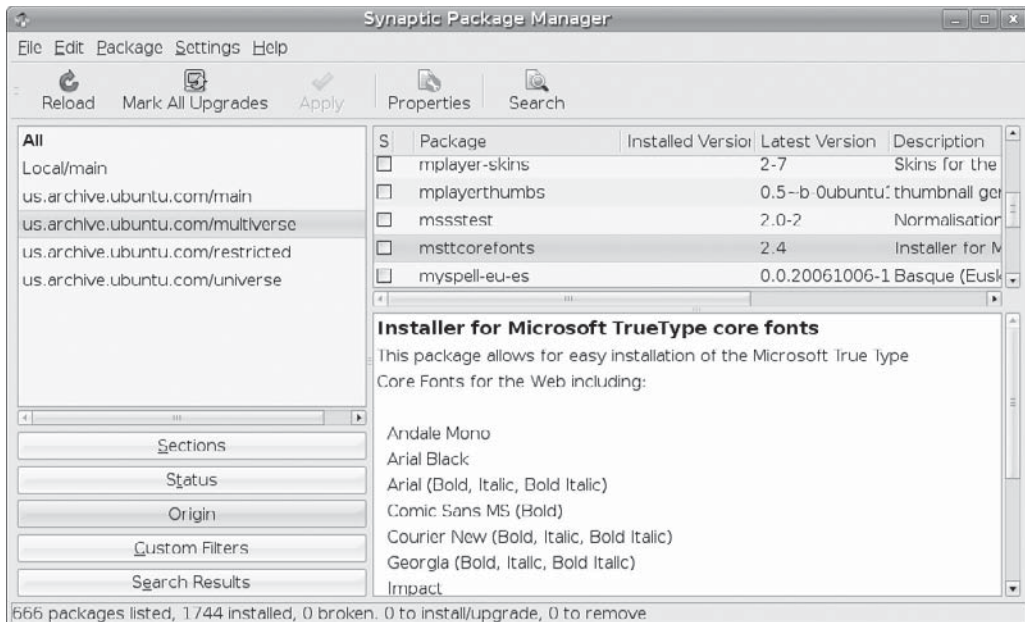 Synaptic Package Manager
File Edit Package Settings Help
Reload Mark All Upgrades Apply Properties Search
All
Local/main
us.archive.ubuntu.com/main
us.archive.ubuntu.com/multiverse
us.archive.ubuntu.com/restricted
us.archive.ubuntu.com/universe
Sections
Status
Origin
Custom Filters
Search Results
S Package Installed Version Latest Version Description
mplayer-skins 2-7 Skins for the
mplayerthumbs 0.5~b-0ubuntu thumbnail ger
mssstest 2.0-2 Normalisation
msttcorefonts 2.4 Installer for M
myspell-eu-es 0.0.20061006-1 Basque (Eusk
Installer for Microsoft TrueType core fonts
This package allows for easy installation of the Microsoft True Type
Core Fonts for the Web including:
Andale Mono
Arial Black
Arial (Bold, Italic, Bold Italic)
Comic Sans MS (Bold)
Courier New (Bold, Italic, Bold Italic)
Georgia (Bold, Italic, Bold Italic)
Impact
666 packages listed, 1744 installed, 0 broken. 0 to install/upgrade, 0 to remove